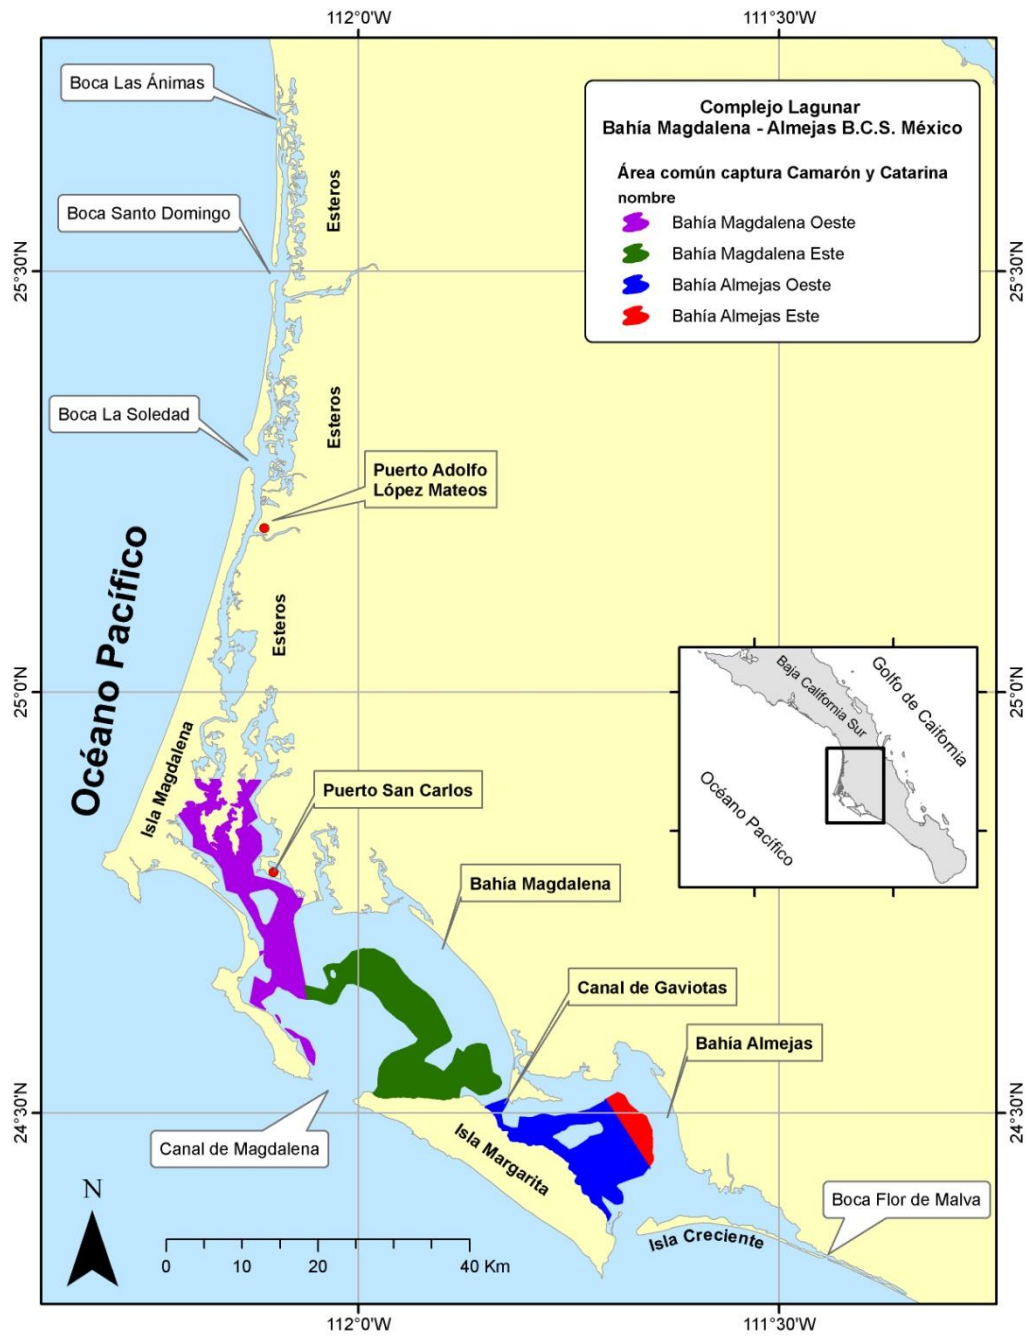 112°0'W
111°30'W
Boca Las Ánimas
Complejo Lagunar
Bahía Magdalena - Almejas B.C.S. México
Área común captura Camarón y Catarina
nombre
Bahía Magdalena Oeste
Bahía Magdalena Este
Bahía Almejas Oeste
Bahía Almejas Este
Esteros
Boca Santo Domingo
25°30'N
25°30'N
Esteros
Boca La Soledad
Puerto Adolfo
López Mateos
Océano Pacífico
Esteros
25°0'N
25°0'N
Isla Magdalena
Baja California Sur
Golfo de Caifornia
Océano Pacífico
Puerto San Carlos
Bahía Magdalena
Canal de Gaviotas
Bahía Almejas
24°30'N
24°30'N
Canal de Magdalena
Isla Margarita
Boca Flor de Malva
Isla Creciente
N
0 10 20 40 Km
112°0'W
111°30'W